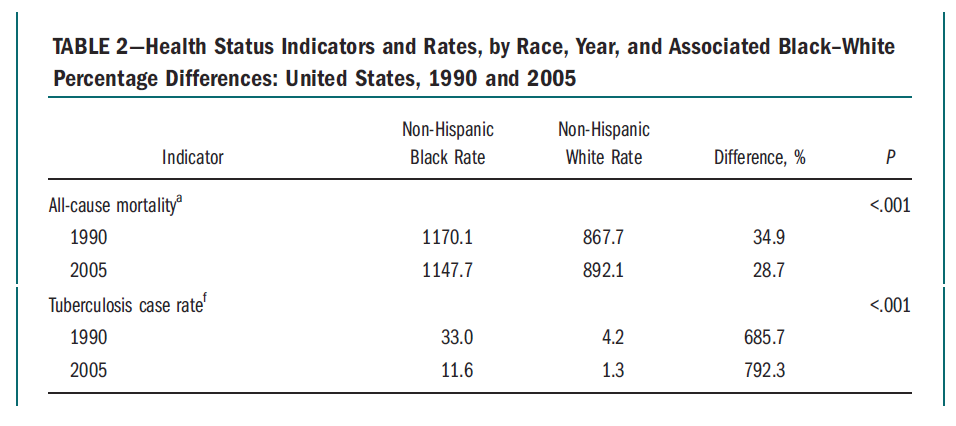 TABLE 2—Health Status Indicators and Rates, by Race, Year, and Associated Black–White
Percentage Differences: United States, 1990 and 2005
Indicator Non-Hispanic Black Rate Non-Hispanic White Rate Difference, % P
All-cause mortalitya <.001
1990 1170.1 867.7 34.9
2005 1147.7 892.1 28.7
Tuberculosis case ratef <.001
1990 33.0 4.2 685.7
2005 11.6 1.3 792.3